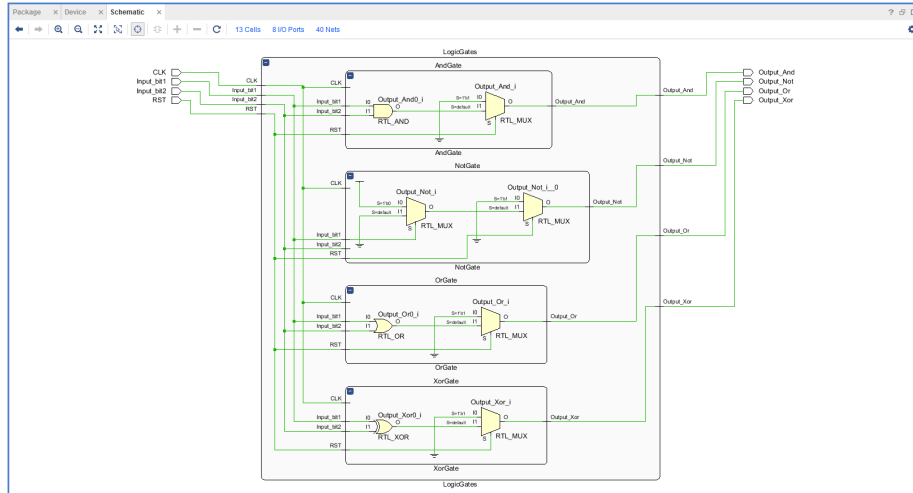 Package × Device × Schematic ×
13 Cells 8 I/O Ports 40 Nets
LogicGates
CLK
Input_bit1
Input_bit2
RST
CLK
Input_bit1
Input_bit2
RST
AndGate
CLK
Input_bit1
Input_bit2
RST
Output_And0_i
I0
I1
O
RTL_AND
Output_And_i
S=1'b1 I0
S=default I1
O
S RTL_MUX
Output_And
AndGate
NotGate
CLK
Input_bit1
Input_bit2
RST
Output_Not_i
S=1'b0 I0
S=default I1
O
S RTL_MUX
Output_Not_i__0
S=1'b1 I0
S=default I1
O
S RTL_MUX
Output_Not
NotGate
OrGate
CLK
Input_bit1
Input_bit2
RST
Output_Or0_i
I0
I1
O
RTL_OR
Output_Or_i
S=1'b1 I0
S=default I1
O
S RTL_MUX
Output_Or
OrGate
XorGate
CLK
Input_bit1
Input_bit2
RST
Output_Xor0_i
I0
I1
O
RTL_XOR
Output_Xor_i
S=1'b1 I0
S=default I1
O
S RTL_MUX
Output_Xor
XorGate
Output_And
Output_Not
Output_Or
Output_Xor
Output_And
Output_Not
Output_Or
Output_Xor
LogicGates